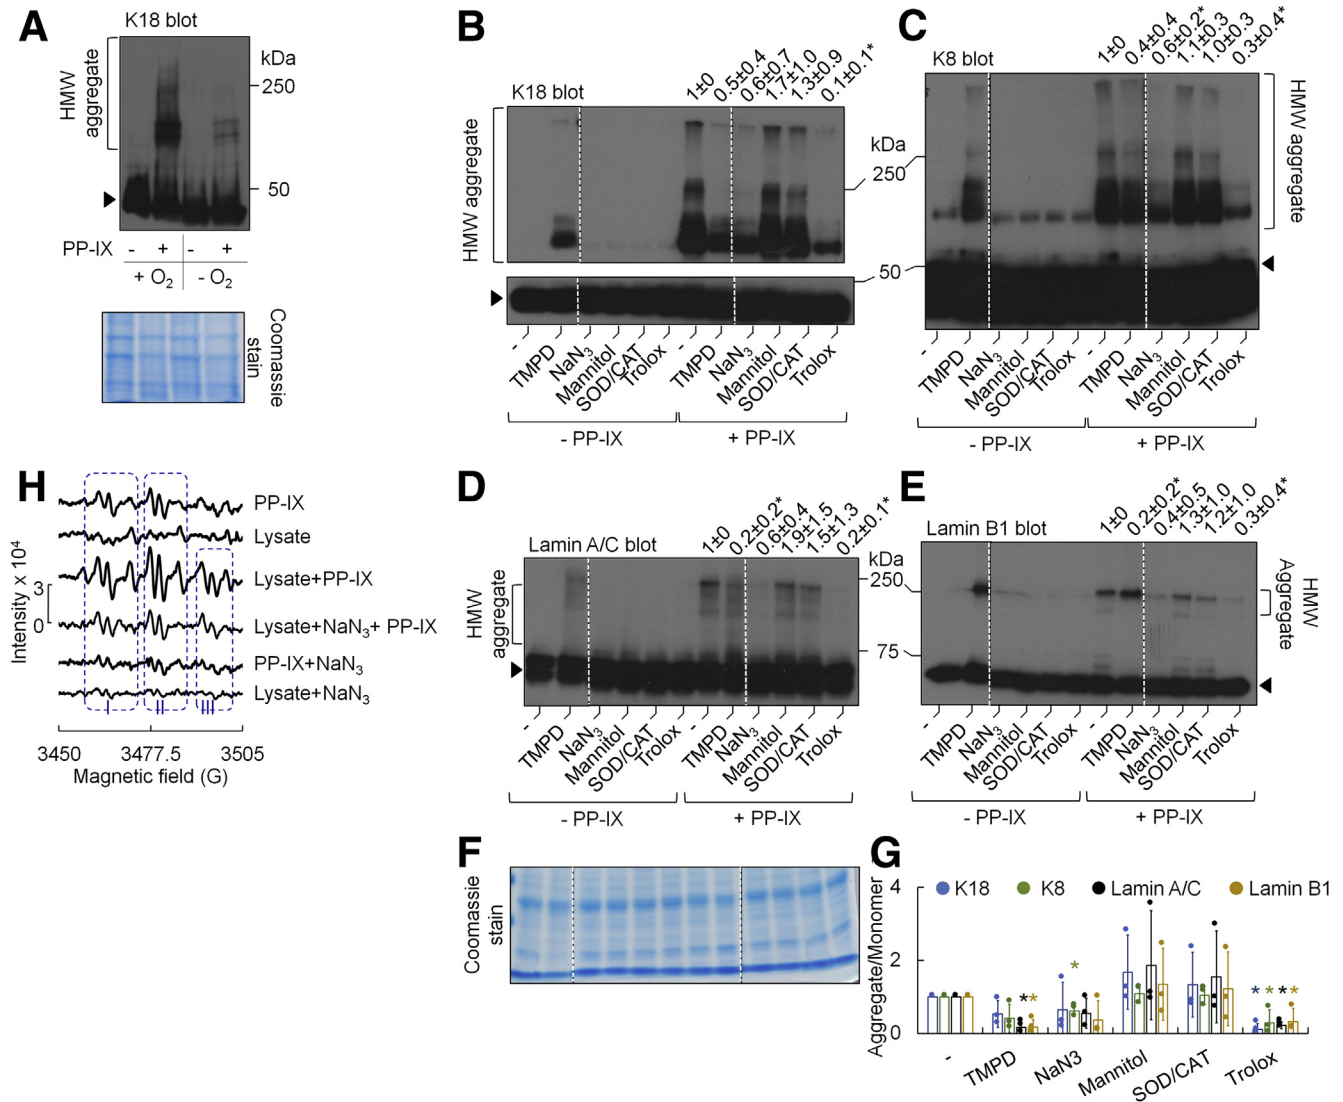 A
K18 blot
HMW
aggregate
kDa
250
50
PP-IX - + - +
+ O₂ - O₂
Coomassie
stain
B
K18 blot
1±0
0.5±0.4
0.6±0.7
1.7±1.0
1.3±0.9
0.1±0.1*
HMW aggregate
kDa
250
50
-
TMPD
NaN₃
Mannitol
SOD/CAT
Trolox
-
TMPD
NaN₃
Mannitol
SOD/CAT
Trolox
- PP-IX
+ PP-IX
C
K8 blot
1±0
0.4±0.4
0.6±0.2*
1.1±0.3
1.0±0.3
0.3±0.4*
HMW aggregate
-
TMPD
NaN₃
Mannitol
SOD/CAT
Trolox
-
TMPD
NaN₃
Mannitol
SOD/CAT
Trolox
- PP-IX
+ PP-IX
H
PP-IX
Lysate
Lysate+PP-IX
Lysate+NaN₃+ PP-IX
PP-IX+NaN₃
Lysate+NaN₃
Intensity x 10⁴
3
0
I
II
III
3450 3477.5 3505
Magnetic field (G)
D
Lamin A/C blot
1±0
0.2±0.2*
0.6±0.4
1.9±1.5
1.5±1.3
0.2±0.1*
HMW
aggregate
kDa
250
75
-
TMPD
NaN₃
Mannitol
SOD/CAT
Trolox
-
TMPD
NaN₃
Mannitol
SOD/CAT
Trolox
- PP-IX
+ PP-IX
E
Lamin B1 blot
1±0
0.2±0.2*
0.4±0.5
1.3±1.0
1.2±1.0
0.3±0.4*
HMW
Aggregate
-
TMPD
NaN₃
Mannitol
SOD/CAT
Trolox
-
TMPD
NaN₃
Mannitol
SOD/CAT
Trolox
- PP-IX
+ PP-IX
F
Coomassie
stain
G
K18 K8 Lamin A/C Lamin B1
Aggregate/Monomer
4
2
0
* * * * * * *
-
TMPD
NaN3
Mannitol
SOD/CAT
Trolox